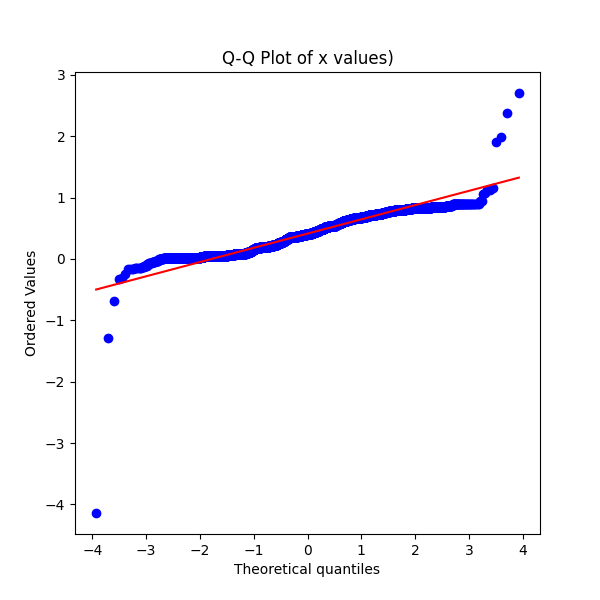 Q-Q Plot of x values)
3
2
1
0
−1
−2
−3
−4
Ordered Values
−4 −3 −2 −1 0 1 2 3 4
Theoretical quantiles